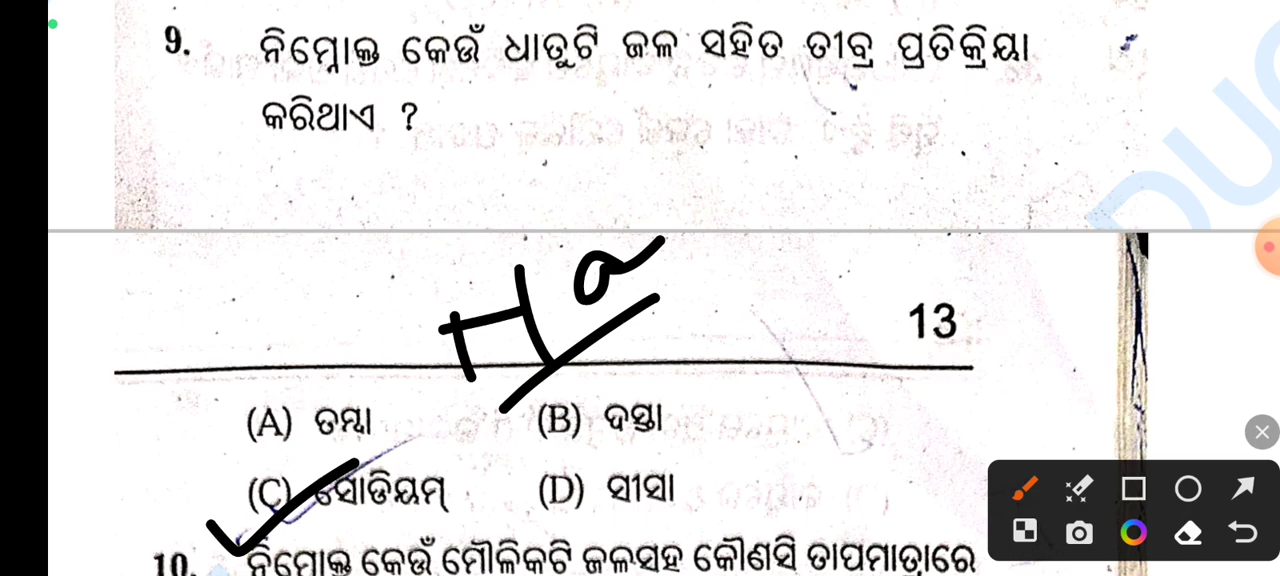 9. ନିମ୍ନୋକ୍ତ କେଉଁ ଧାତୁଟି ଜଳ ସହିତ ତୀବ୍ର ପ୍ରତିକ୍ରିୟା
କରିଥାଏ ?
Na
13
(A) ତମ୍ବା (B) ଦସ୍ତା
(C) ସୋଡିୟମ୍ (D) ସୀସା
10. ନିମ୍ନୋକ୍ତ କେଉଁ ମୌଳିକଟି ଜଳସହ କୌଣସି ତାପମାତ୍ରାରେ